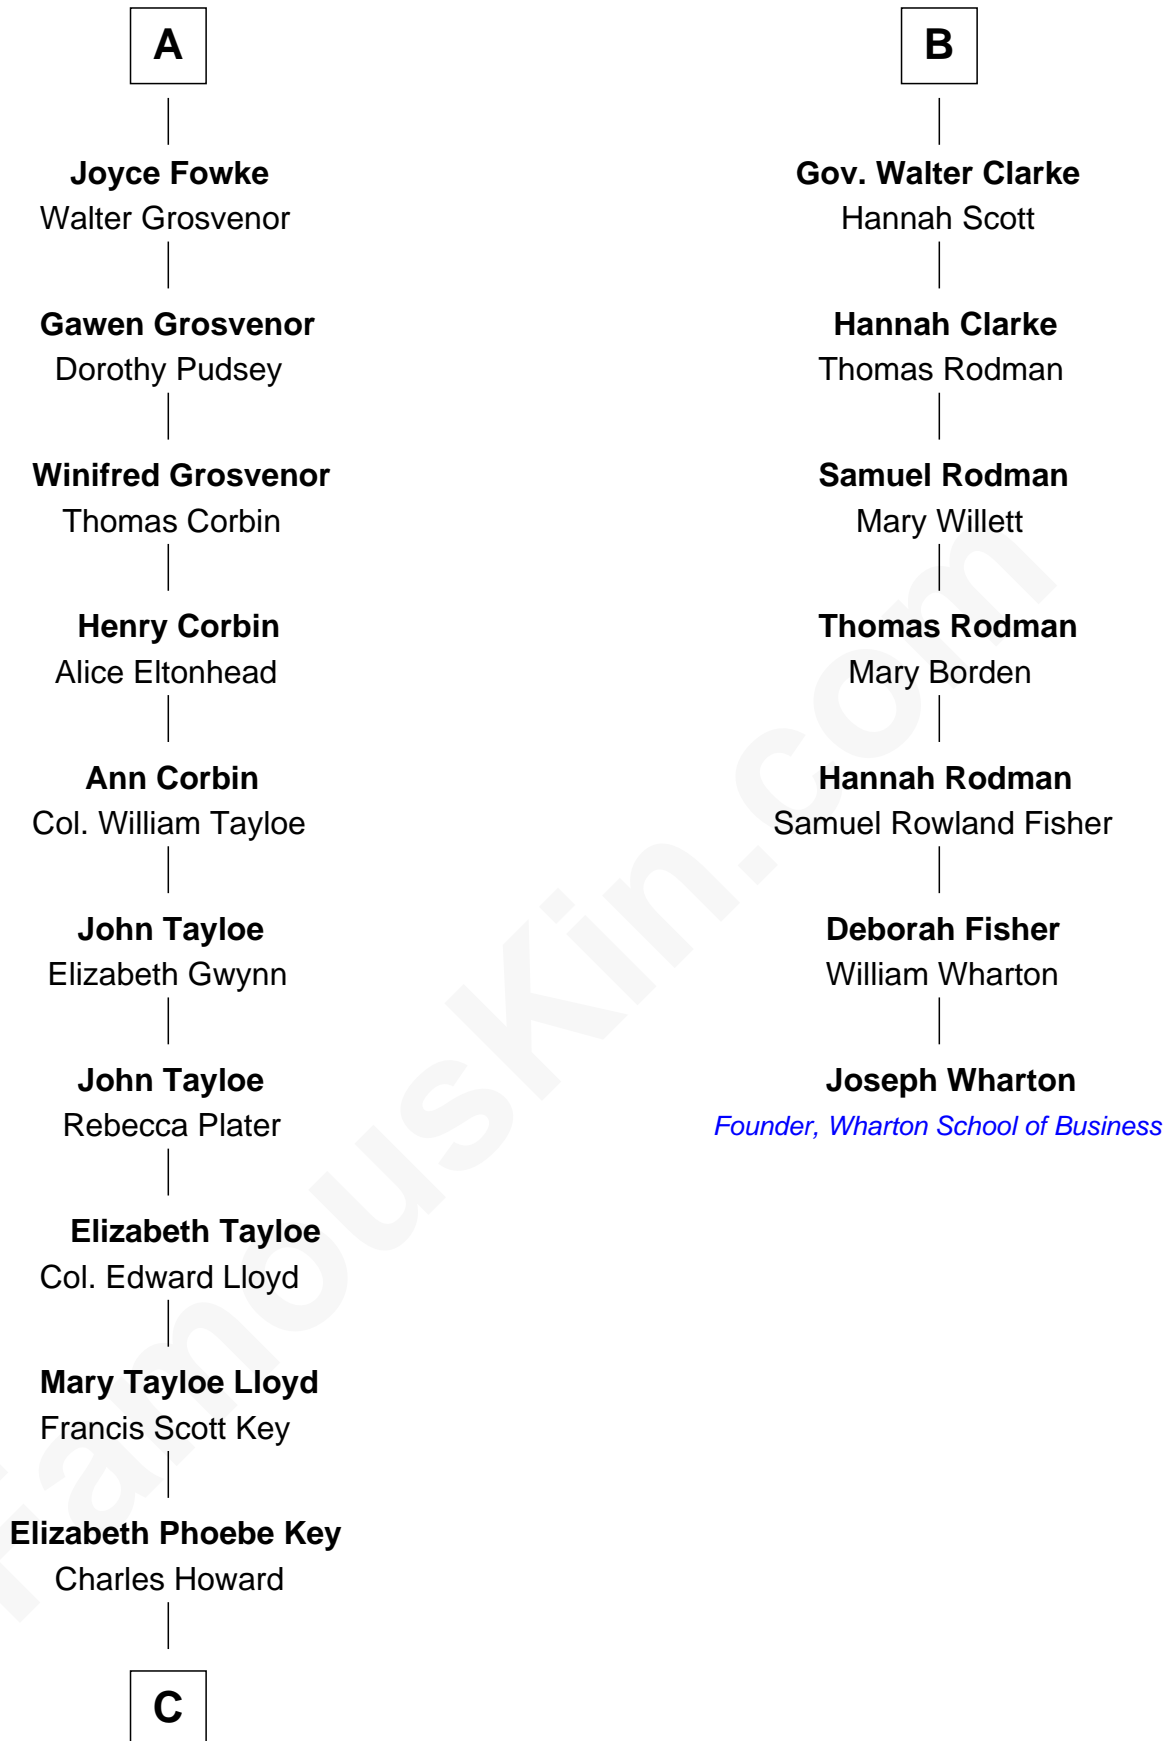 A
Joyce Fowke
Walter Grosvenor
Gawen Grosvenor
Dorothy Pudsey
Winifred Grosvenor
Thomas Corbin
Henry Corbin
Alice Eltonhead
Ann Corbin
Col. William Tayloe
John Tayloe
Elizabeth Gwynn
John Tayloe
Rebecca Plater
Elizabeth Tayloe
Col. Edward Lloyd
Mary Tayloe Lloyd
Francis Scott Key
Elizabeth Phoebe Key
Charles Howard
C
B
Gov. Walter Clarke
Hannah Scott
Hannah Clarke
Thomas Rodman
Samuel Rodman
Mary Willett
Thomas Rodman
Mary Borden
Hannah Rodman
Samuel Rowland Fisher
Deborah Fisher
William Wharton
Joseph Wharton
Founder, Wharton School of Business
FamousKin.com